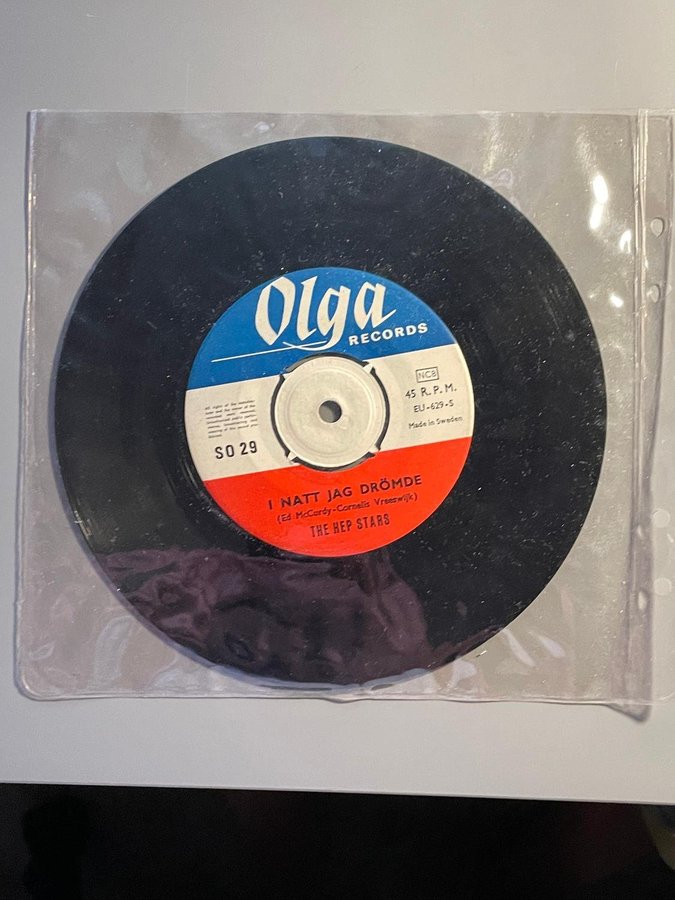 Olga
RECORDS
NCB
45 R.P.M.
EU-629-S
Made in Sweden
SO 29
I NATT JAG DRÖMDE
(Ed McCurdy-Cornelis Vreeswijk)
THE HEP STARS